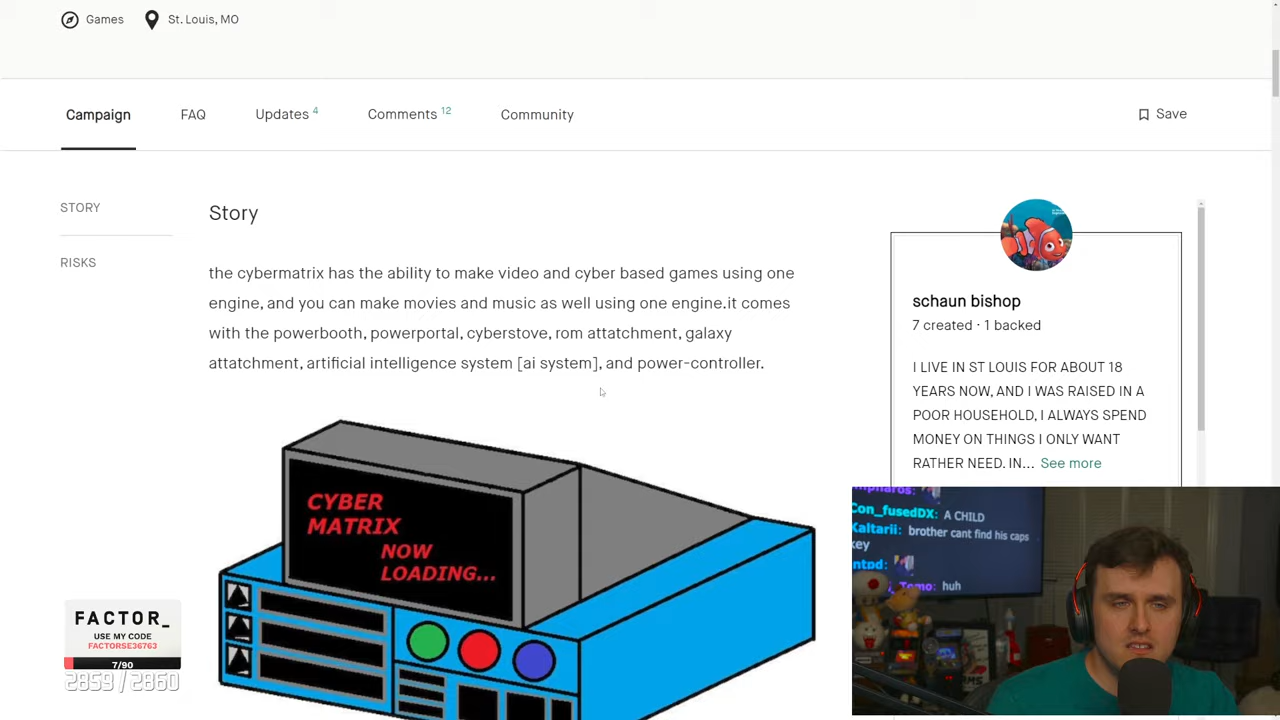 Games
St. Louis, MO
Campaign
FAQ
Updates 4
Comments 12
Community
Save
STORY
RISKS
Story
the cybermatrix has the ability to make video and cyber based games using one
engine, and you can make movies and music as well using one engine.it comes
with the powerbooth, powerportal, cyberstove, rom attatchment, galaxy
attatchment, artificial intelligence system [ai system], and power-controller.
CYBER
MATRIX
NOW
LOADING...
schaun bishop
7 created · 1 backed
I LIVE IN ST LOUIS FOR ABOUT 18
YEARS NOW, AND I WAS RAISED IN A
POOR HOUSEHOLD, I ALWAYS SPEND
MONEY ON THINGS I ONLY WANT
RATHER NEED. IN... See more
Con_fusedDX: A CHILD
Kaltarii: brother cant find his caps
key
Tomo: huh
FACTOR_
USE MY CODE
FACTORSE36763
7/90
2859 / 2860